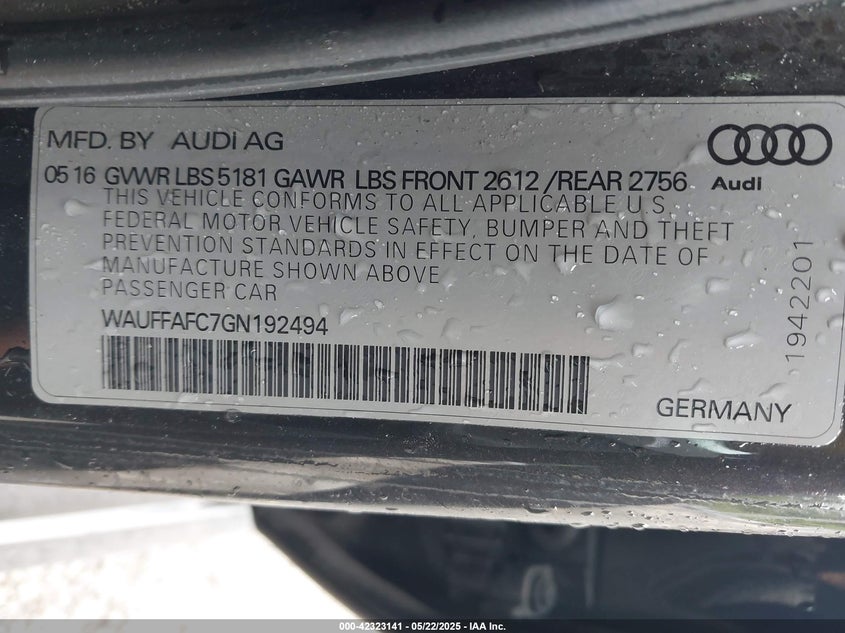 MFD. BY AUDI AG
05 16 GVWR LBS 5181 GAWR LBS FRONT 2612 /REAR 2756
Audi
THIS VEHICLE CONFORMS TO ALL APPLICABLE U S
FEDERAL MOTOR VEHICLE SAFETY, BUMPER AND THEFT
PREVENTION STANDARDS IN EFFECT ON THE DATE OF
MANUFACTURE SHOWN ABOVE
PASSENGER CAR
WAUFFAFC7GN192494
1942201
GERMANY
000-42323141 - 05/22/2025 - IAA Inc.